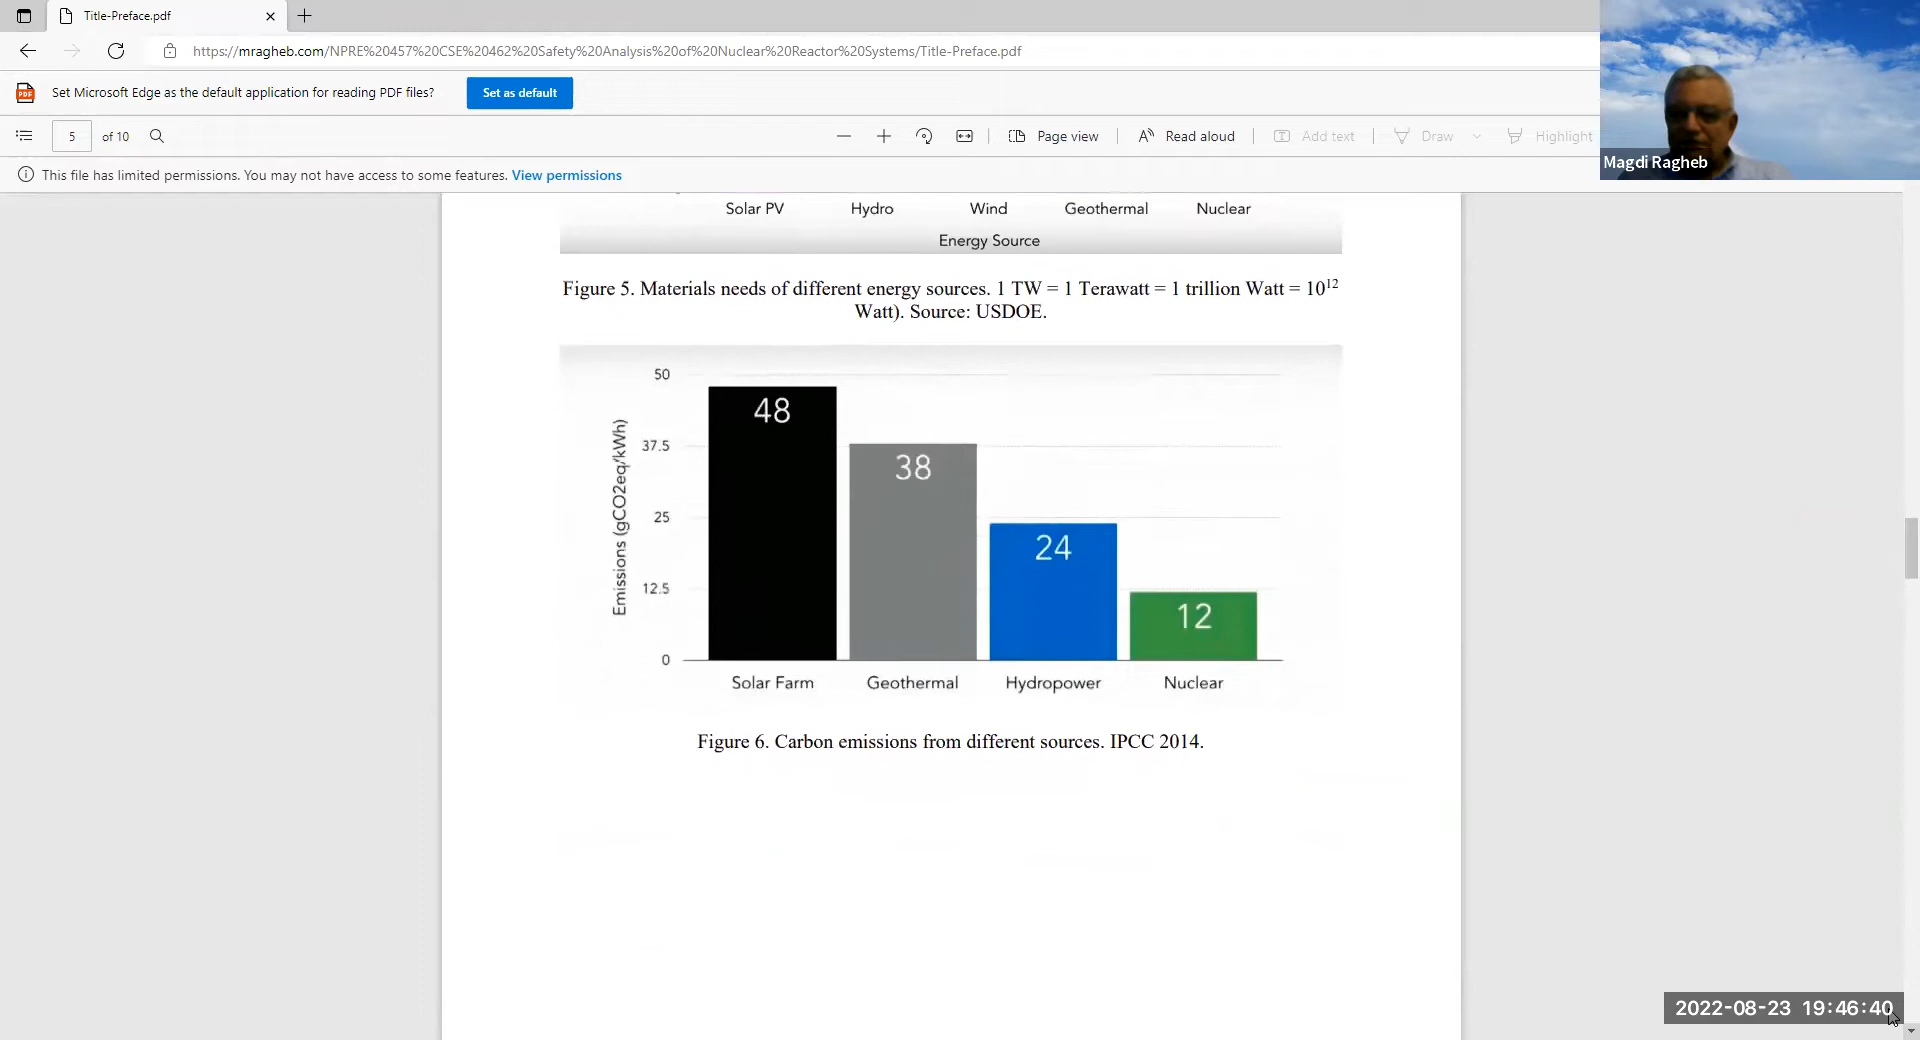 Title-Preface.pdf
https://mragheb.com/NPRE%20457%20CSE%20462%20Safety%20Analysis%20of%20Nuclear%20Reactor%20Systems/Title-Preface.pdf
PDF
Set Microsoft Edge as the default application for reading PDF files?
Set as default
5 of 10
Page view
Read aloud
Add text
Draw
Highlight
Magdi Ragheb
This file has limited permissions. You may not have access to some features. View permissions
Solar PV Hydro Wind Geothermal Nuclear
Energy Source
Figure 5. Materials needs of different energy sources. 1 TW = 1 Terawatt = 1 trillion Watt = 10¹²
Watt). Source: USDOE.
Emissions (gCO2eq/kWh)
50
37.5
25
12.5
0
48
38
24
12
Solar Farm Geothermal Hydropower Nuclear
Figure 6. Carbon emissions from different sources. IPCC 2014.
2022-08-23 19:46:40